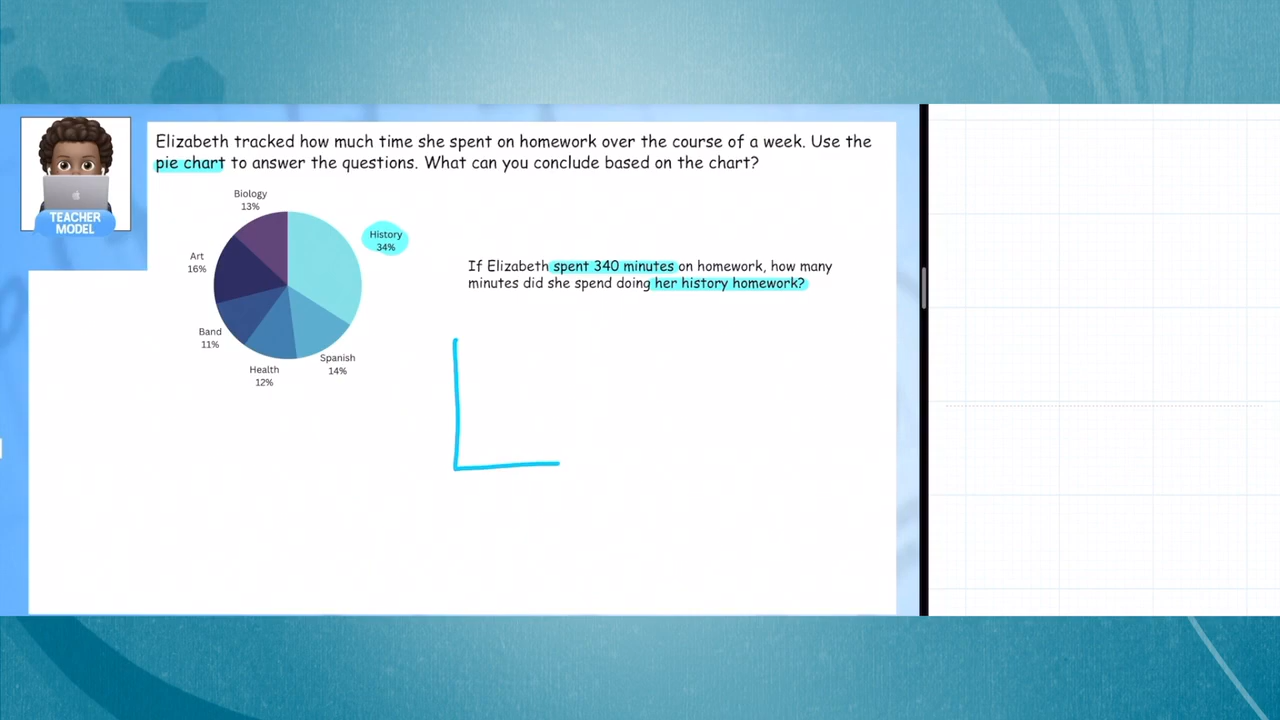 Elizabeth tracked how much time she spent on homework over the course of a week. Use the
pie chart to answer the questions. What can you conclude based on the chart?
TEACHER
MODEL
Biology
13%
History
34%
Art
16%
If Elizabeth spent 340 minutes on homework, how many
minutes did she spend doing her history homework?
Band
11%
Spanish
14%
Health
12%